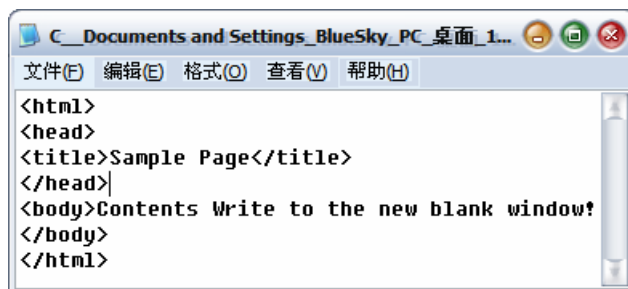 C__Documents and Settings_BlueSky_PC_桌面_1...
文件(F) 编辑(E) 格式(O) 查看(V) 帮助(H)
<html>
<head>
<title>Sample Page</title>
</head>
<body>Contents Write to the new blank window!
</body>
</html>